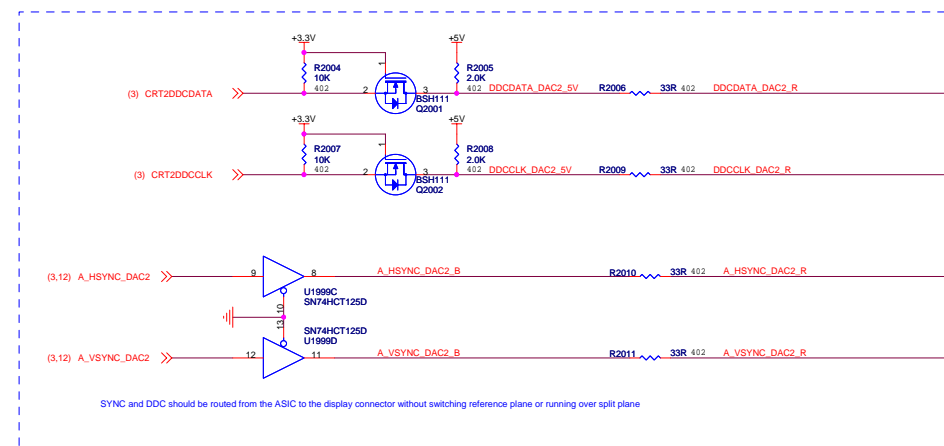 +3.3V
+5V
R2004
10K
402
1
R2005
2.0K
402
(3) CRT2DDCDATA
2
3
BSH111
Q2001
DDCDATA_DAC2_5V
R2006
33R 402
DDCDATA_DAC2_R
+3.3V
+5V
R2007
10K
402
1
R2008
2.0K
402
(3) CRT2DDCCLK
2
3
BSH111
Q2002
DDCCLK_DAC2_5V
R2009
33R 402
DDCCLK_DAC2_R
(3,12) A_HSYNC_DAC2
9
8
A_HSYNC_DAC2_B
R2010
33R 402
A_HSYNC_DAC2_R
U1999C
SN74HCT125D
10
13
SN74HCT125D
U1999D
(3,12) A_VSYNC_DAC2
12
11
A_VSYNC_DAC2_B
R2011
33R 402
A_VSYNC_DAC2_R
SYNC and DDC should be routed from the ASIC to the display connector without switching reference plane or running over split plane